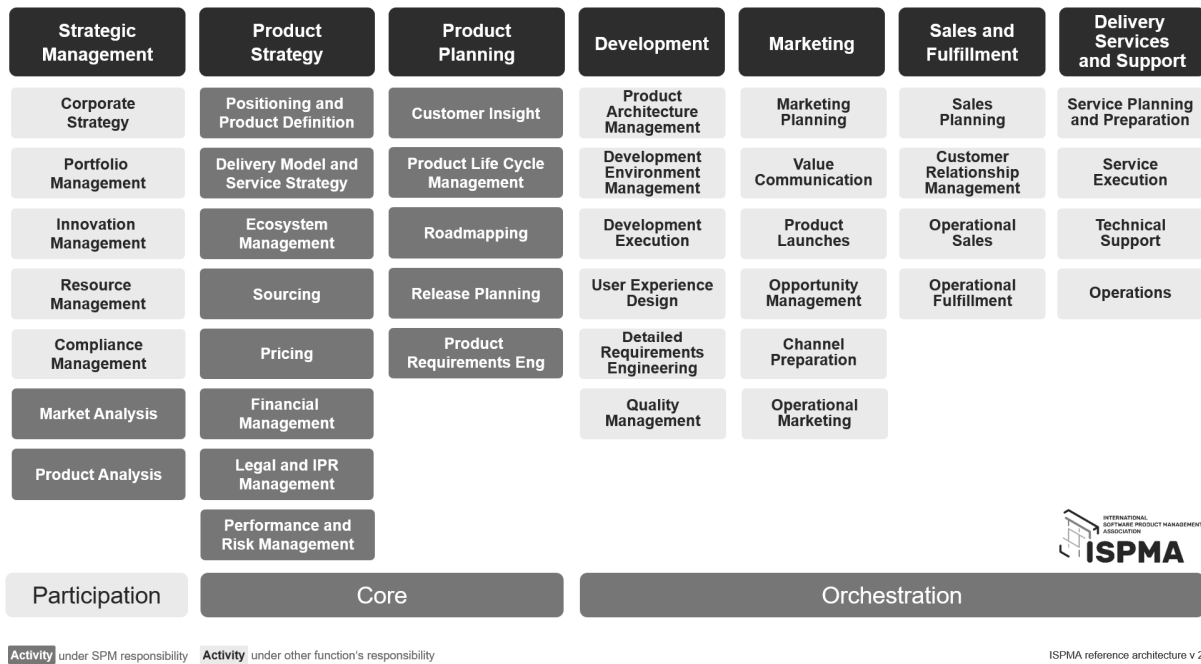 Strategic
Management
Product
Strategy
Product
Planning
Development
Marketing
Sales and
Fulfillment
Delivery
Services
and Support
Corporate
Strategy
Portfolio
Management
Innovation
Management
Resource
Management
Compliance
Management
Market Analysis
Product Analysis
Positioning and
Product Definition
Delivery Model and
Service Strategy
Ecosystem
Management
Sourcing
Pricing
Financial
Management
Legal and IPR
Management
Performance and
Risk Management
Customer Insight
Product Life Cycle
Management
Roadmapping
Release Planning
Product
Requirements Eng
Product
Architecture
Management
Development
Environment
Management
Development
Execution
User Experience
Design
Detailed
Requirements
Engineering
Quality
Management
Marketing
Planning
Value
Communication
Product
Launches
Opportunity
Management
Channel
Preparation
Operational
Marketing
Sales
Planning
Customer
Relationship
Management
Operational
Sales
Operational
Fulfillment
Service Planning
and Preparation
Service
Execution
Technical
Support
Operations
INTERNATIONAL
SOFTWARE PRODUCT MANAGEMENT
ASSOCIATION
ISPMA
Participation
Core
Orchestration
Activity under SPM responsibility
Activity under other function's responsibility
ISPMA reference architecture v 2